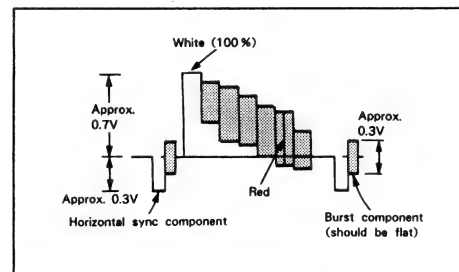 White (100%)
Approx.
0.7V
Approx.
0.3V
Approx. 0.3V
Red
Horizontal sync component
Burst component
(should be flat)